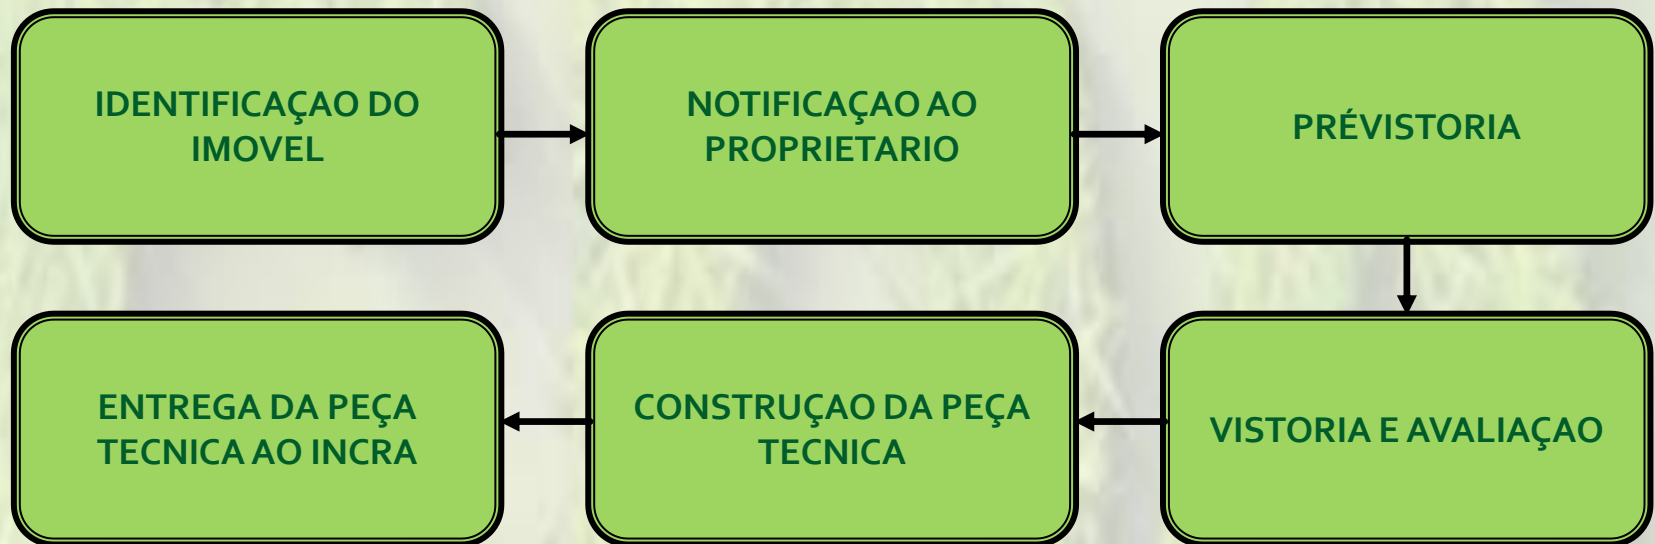 IDENTIFICAÇAO DO
IMOVEL
NOTIFICAÇAO AO
PROPRIETARIO
PRÉVISTORIA
VISTORIA E AVALIAÇAO
CONSTRUÇAO DA PEÇA
TECNICA
ENTREGA DA PEÇA
TECNICA AO INCRA